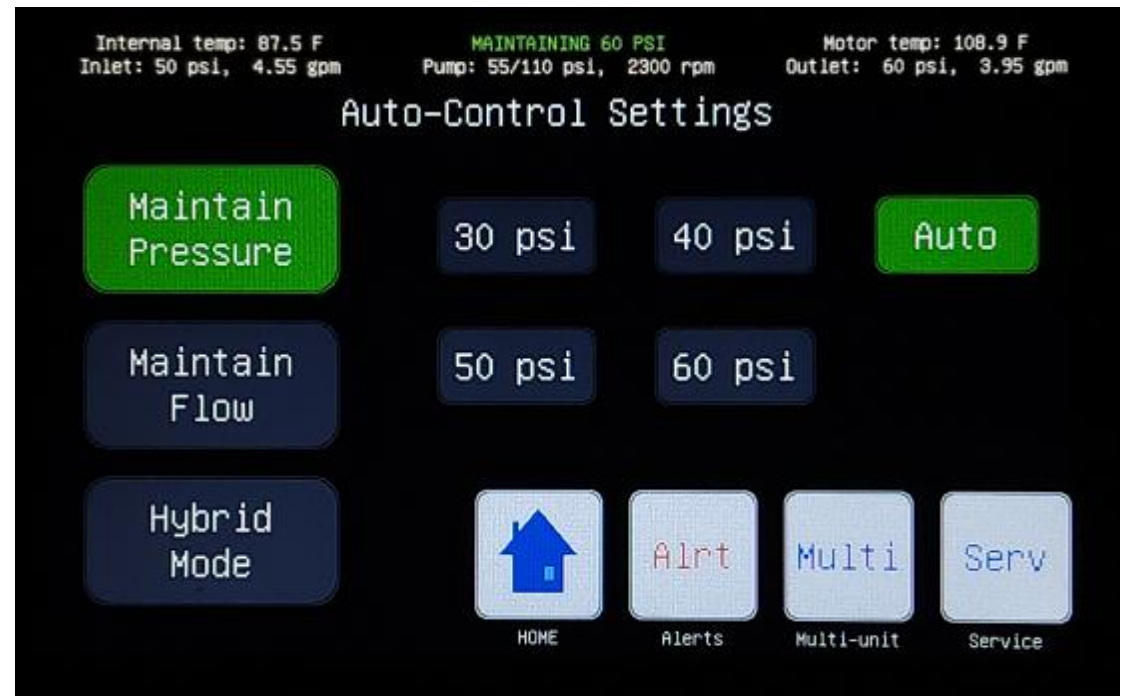 Internal temp: 87.5 F
MAINTAINING 60 PSI
Motor temp: 108.9 F
Inlet: 50 psi, 4.55 gpm
Pump: 55/110 psi, 2300 rpm
Outlet: 60 psi, 3.95 gpm
Auto-Control Settings
Maintain
Pressure
30 psi
40 psi
Auto
Maintain
Flow
50 psi
60 psi
Hybrid
Mode
Alrt
Multi
Serv
HOME
Alerts
Multi-unit
Service